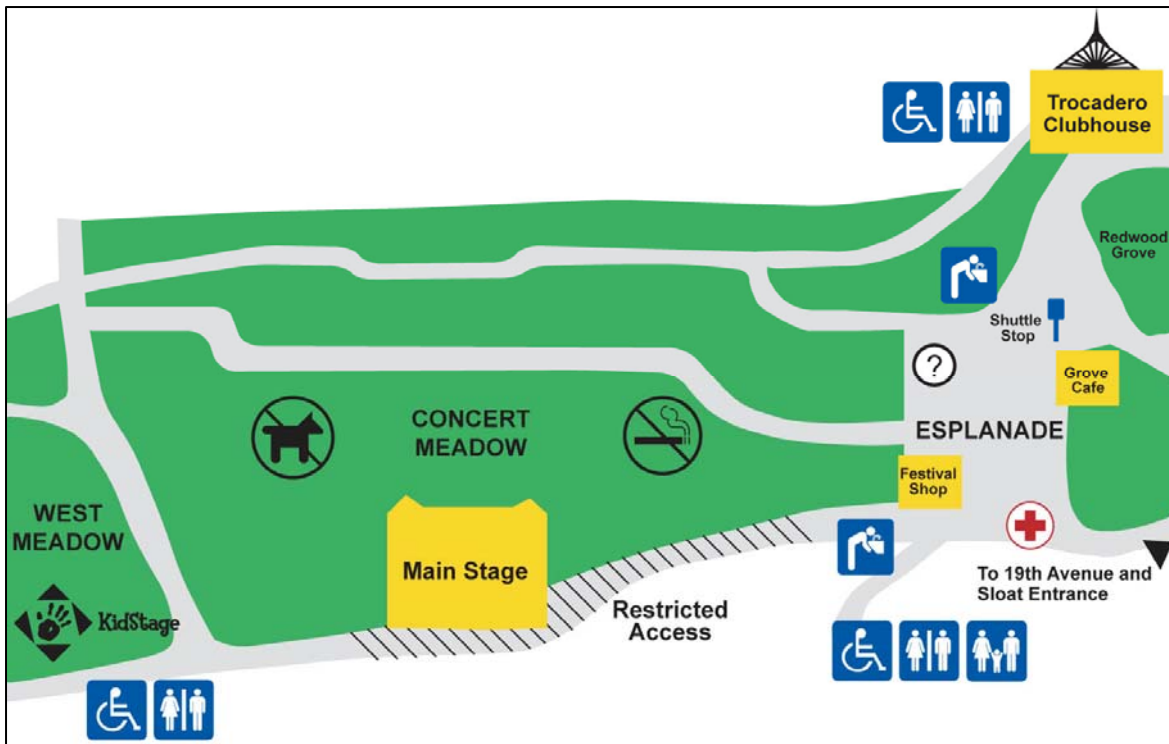 Trocadero
Clubhouse
Redwood
Grove
Shuttle
Stop
?
Grove
Cafe
CONCERT
MEADOW
ESPLANADE
Festival
Shop
WEST
MEADOW
Main Stage
To 19th Avenue and
Sloat Entrance
Restricted
Access
KidStage